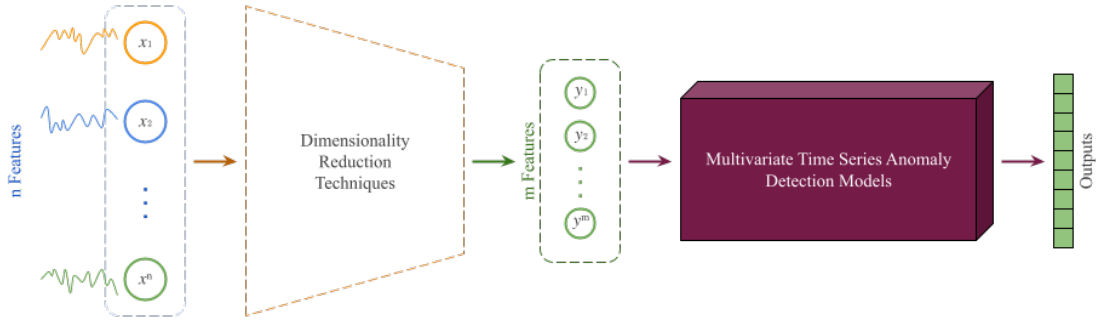 n Features
x₁
x₂
xⁿ
Dimensionality
Reduction
Techniques
m Features
y₁
y₂
yᵐ
Multivariate Time Series Anomaly
Detection Models
Outputs